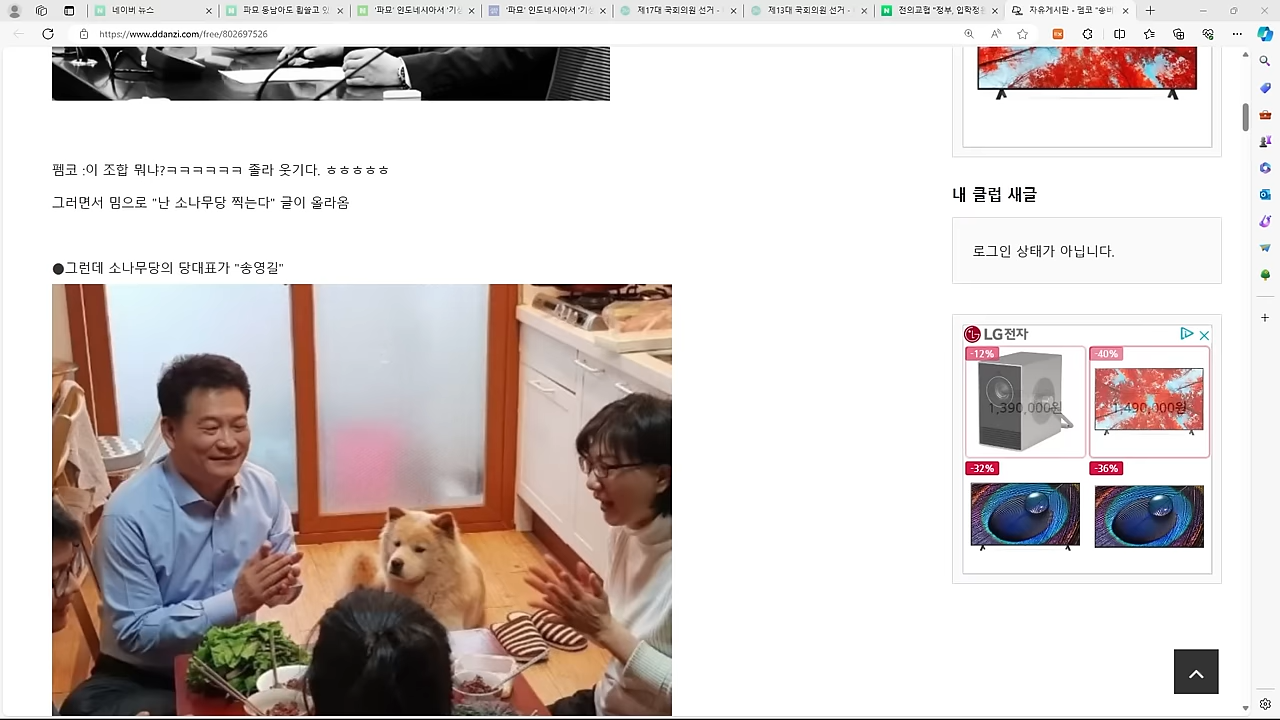 네이버 뉴스
파묘 동남아도 휩쓸고 있
'파묘' 인도네시아서 '기생
'파묘' 인도네시아서 '기생
제17대 국회의원 선거 -
제13대 국회의원 선거 -
전의교협 "정부, 입학정원
자유게시판 - 펨코 "송버
https://www.ddanzi.com/free/802697526
펨코 :이 조합 뭐냐?ㅋㅋㅋㅋㅋㅋ 졸라 웃기다. ㅎㅎㅎㅎㅎ
그러면서 밈으로 "난 소나무당 찍는다" 글이 올라옴
●그런데 소나무당의 당대표가 "송영길"
내 클럽 새글
로그인 상태가 아닙니다.
LG전자
-12%
-40%
1,390,000원
1,490,000원
-32%
-36%